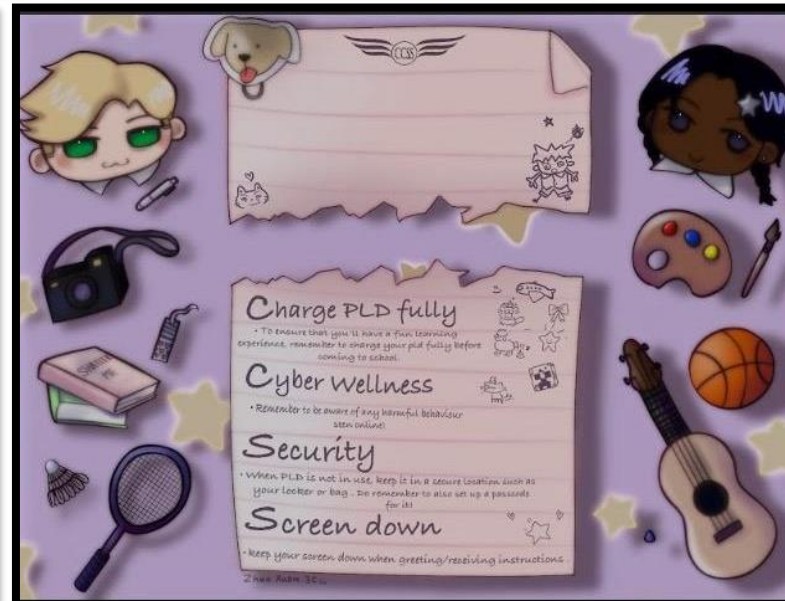 CCSS
Charge PLD fully
• To ensure that you'll have a fun learning
experience, remember to charge your pld fully before
coming to school.
Cyber Wellness
• Remember to be aware of any harmful behaviour
seen online!
Security
• When PLD is not in use, keep it in a secure location such as
your locker or bag. Do remember to also set up a passcode
for it!
Screen down
• keep your screen down when greeting/receiving instructions